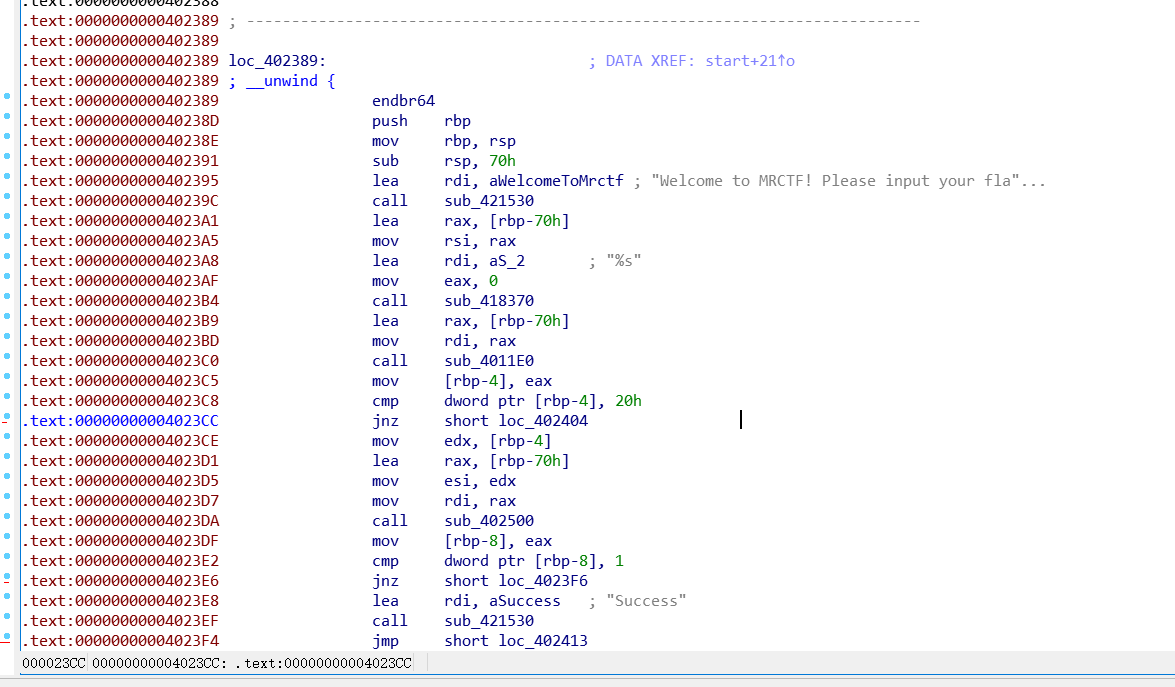 .text:0000000000402388
.text:0000000000402389 ; ---------------------------------------------------------------------------
.text:0000000000402389
.text:0000000000402389 loc_402389: ; DATA XREF: start+21↑o
.text:0000000000402389 ; __unwind {
.text:0000000000402389 endbr64
.text:000000000040238D push rbp
.text:000000000040238E mov rbp, rsp
.text:0000000000402391 sub rsp, 70h
.text:0000000000402395 lea rdi, aWelcomeToMrctf ; "Welcome to MRCTF! Please input your fla"...
.text:000000000040239C call sub_421530
.text:00000000004023A1 lea rax, [rbp-70h]
.text:00000000004023A5 mov rsi, rax
.text:00000000004023A8 lea rdi, aS_2 ; "%s"
.text:00000000004023AF mov eax, 0
.text:00000000004023B4 call sub_418370
.text:00000000004023B9 lea rax, [rbp-70h]
.text:00000000004023BD mov rdi, rax
.text:00000000004023C0 call sub_4011E0
.text:00000000004023C5 mov [rbp-4], eax
.text:00000000004023C8 cmp dword ptr [rbp-4], 20h
.text:00000000004023CC jnz short loc_402404
.text:00000000004023CE mov edx, [rbp-4]
.text:00000000004023D1 lea rax, [rbp-70h]
.text:00000000004023D5 mov esi, edx
.text:00000000004023D7 mov rdi, rax
.text:00000000004023DA call sub_402500
.text:00000000004023DF mov [rbp-8], eax
.text:00000000004023E2 cmp dword ptr [rbp-8], 1
.text:00000000004023E6 jnz short loc_4023F6
.text:00000000004023E8 lea rdi, aSuccess ; "Success"
.text:00000000004023EF call sub_421530
.text:00000000004023F4 jmp short loc_402413
000023CC 00000000004023CC: .text:00000000004023CC